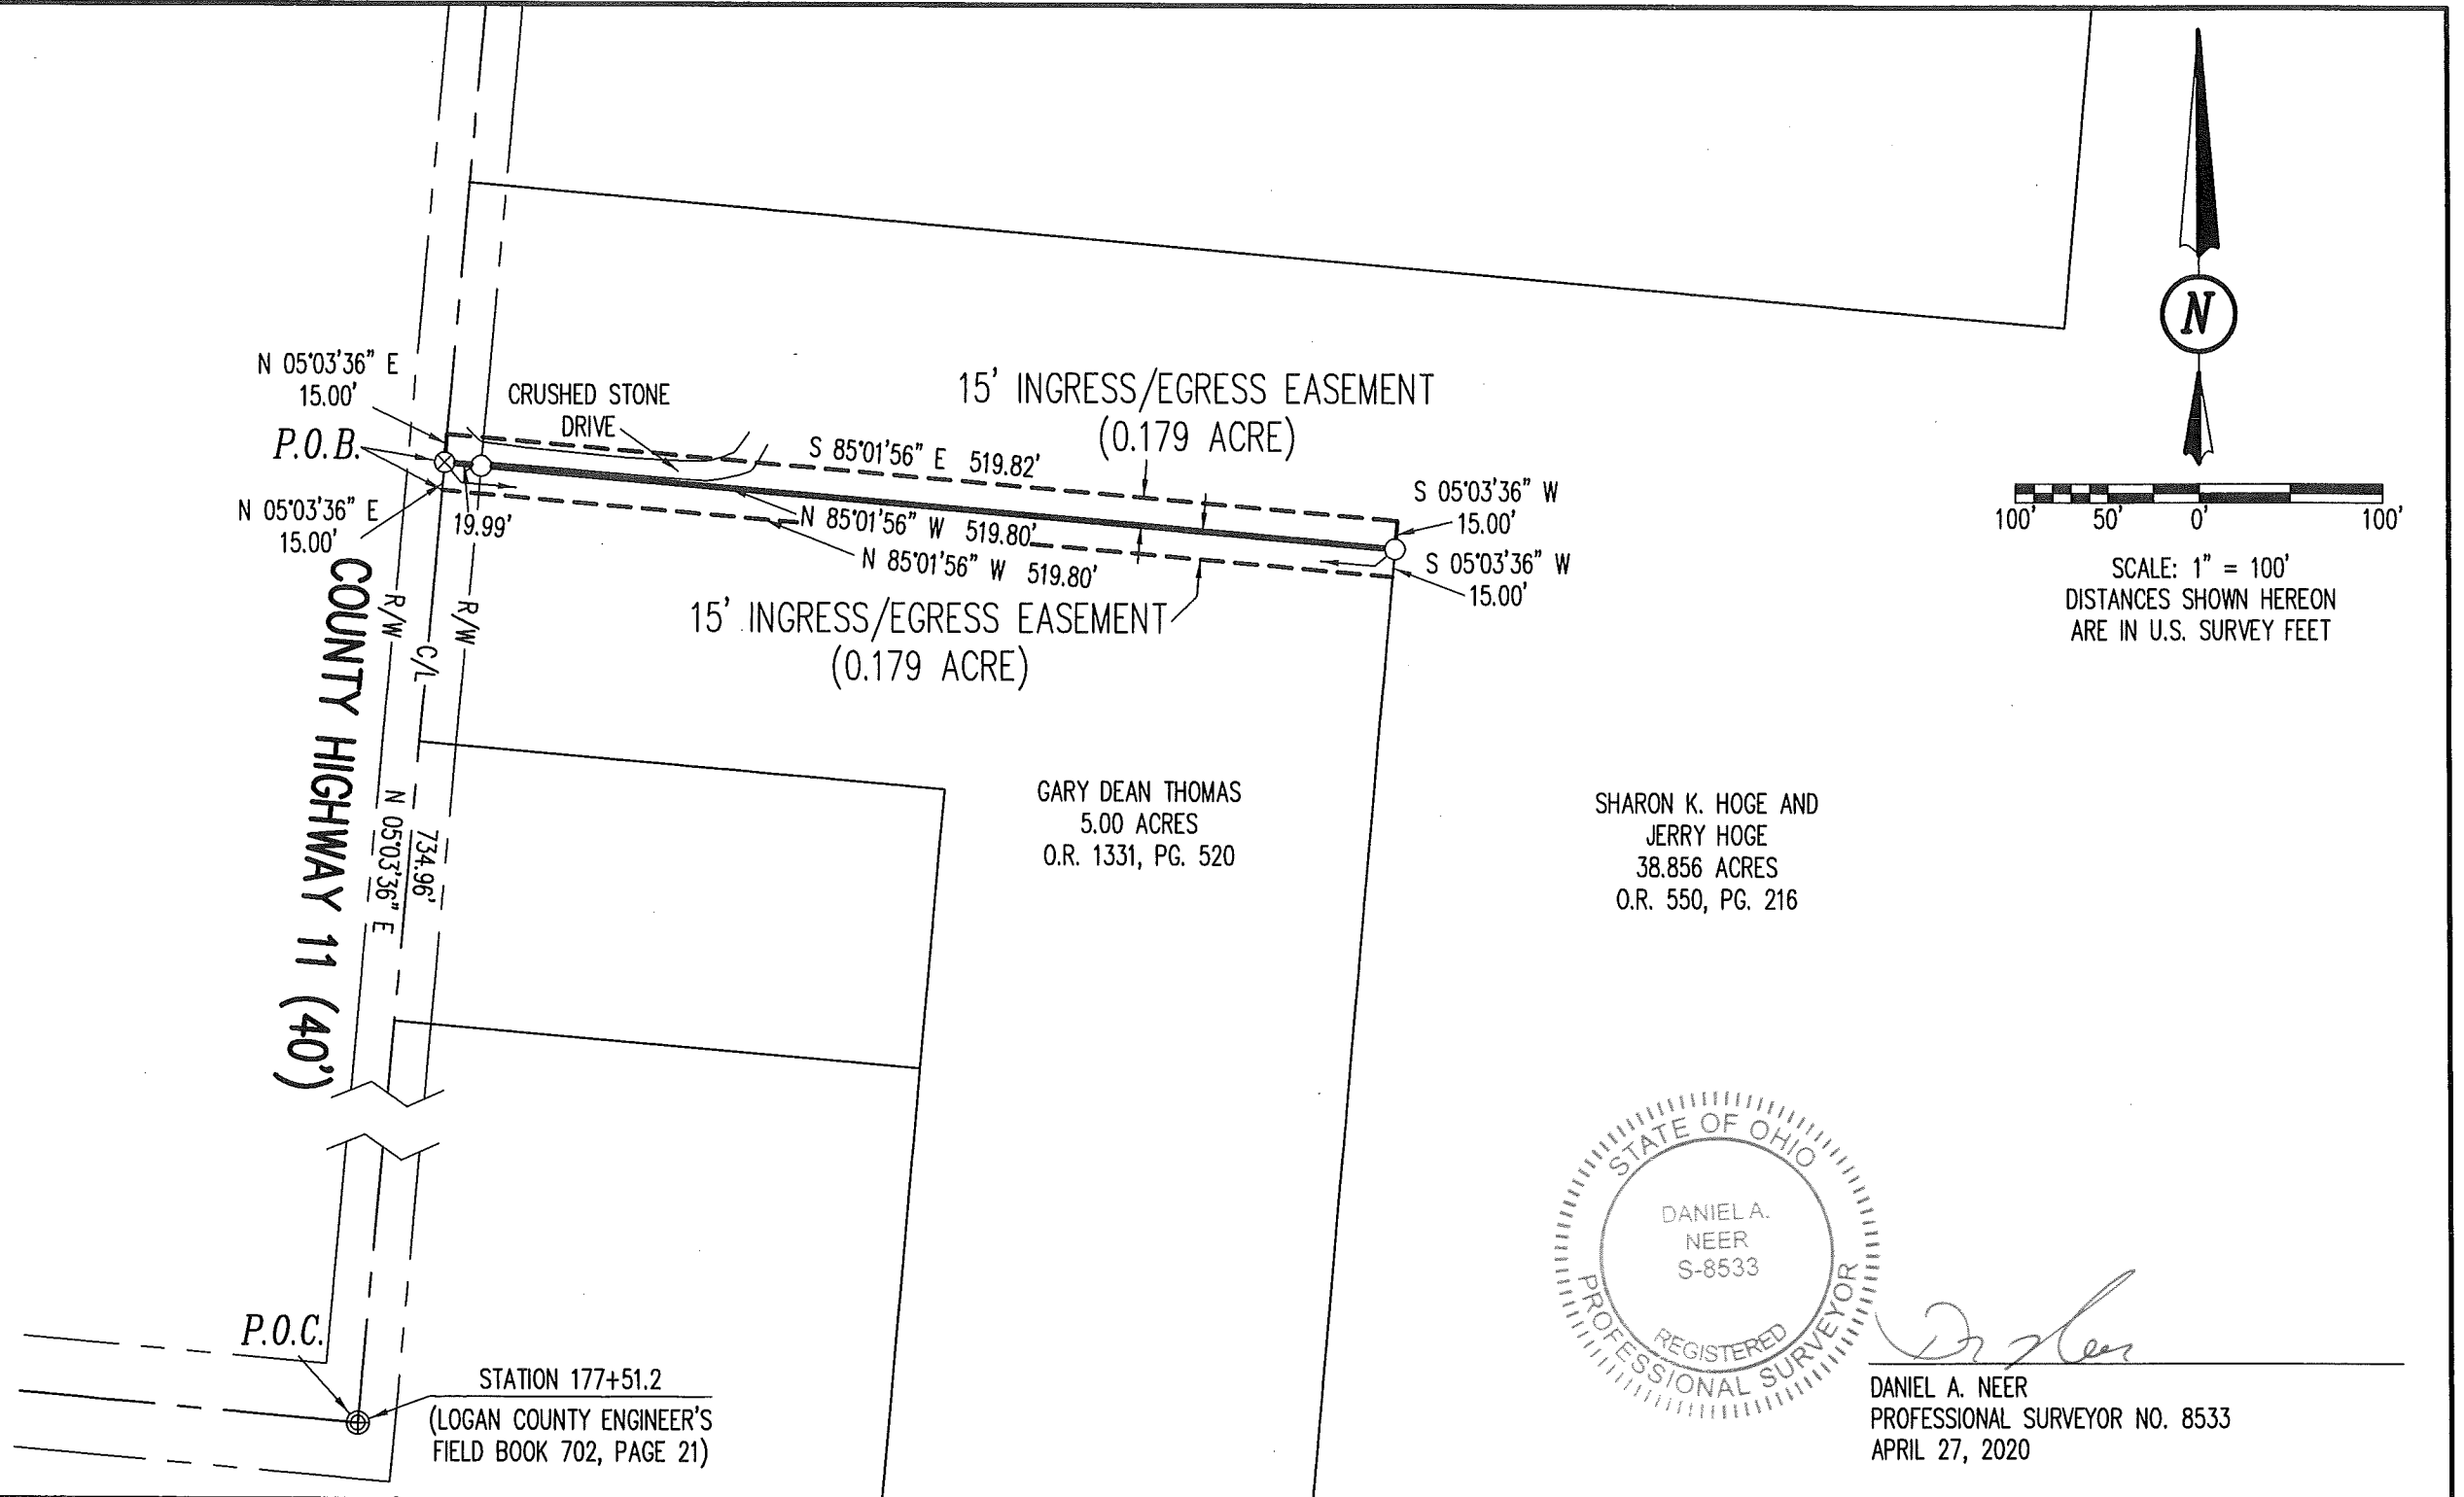 N 05°03'36" E
15.00'
P.O.B.
N 05°03'36" E
15.00'
19.99'
CRUSHED STONE
DRIVE
15' INGRESS/EGRESS EASEMENT
(0.179 ACRE)
S 85°01'56" E 519.82'
N 85°01'56" W 519.80'
N 85°01'56" W 519.80'
15' INGRESS/EGRESS EASEMENT
(0.179 ACRE)
S 05°03'36" W
15.00'
S 05°03'36" W
15.00'
N
100' 50' 0' 100'
SCALE: 1" = 100'
DISTANCES SHOWN HEREON
ARE IN U.S. SURVEY FEET
COUNTY HIGHWAY 11 (40')
R/W
C/L
R/W
N 05°03'36" E
734.96'
GARY DEAN THOMAS
5.00 ACRES
O.R. 1331, PG. 520
SHARON K. HOGE AND
JERRY HOGE
38.856 ACRES
O.R. 550, PG. 216
P.O.C.
STATION 177+51.2
(LOGAN COUNTY ENGINEER'S
FIELD BOOK 702, PAGE 21)
STATE OF OHIO
DANIEL A.
NEER
S-8533
REGISTERED
PROFESSIONAL SURVEYOR
DANIEL A. NEER
PROFESSIONAL SURVEYOR NO. 8533
APRIL 27, 2020